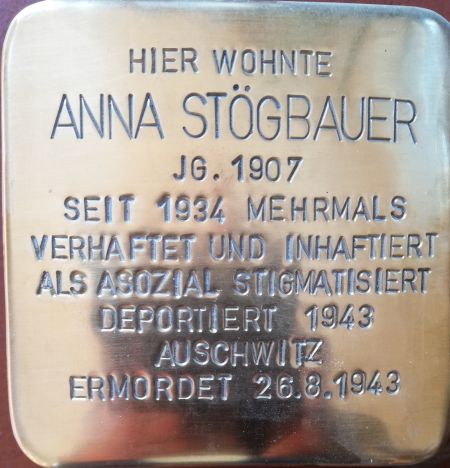 HIER WOHNTE
ANNA STÖGBAUER
JG. 1907
SEIT 1934 MEHRMALS
VERHAFTET UND INHAFTIERT
ALS ASOZIAL STIGMATISIERT
DEPORTIERT 1943
AUSCHWITZ
ERMORDET 26.8.1943